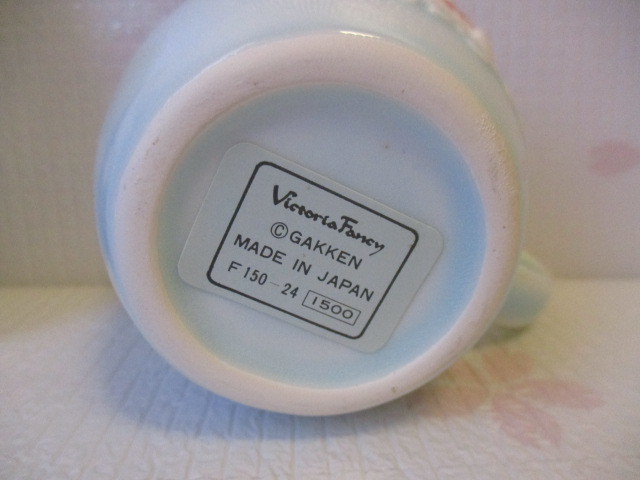 Victoria Fancy
©GAKKEN
MADE IN JAPAN
F150-24 1500